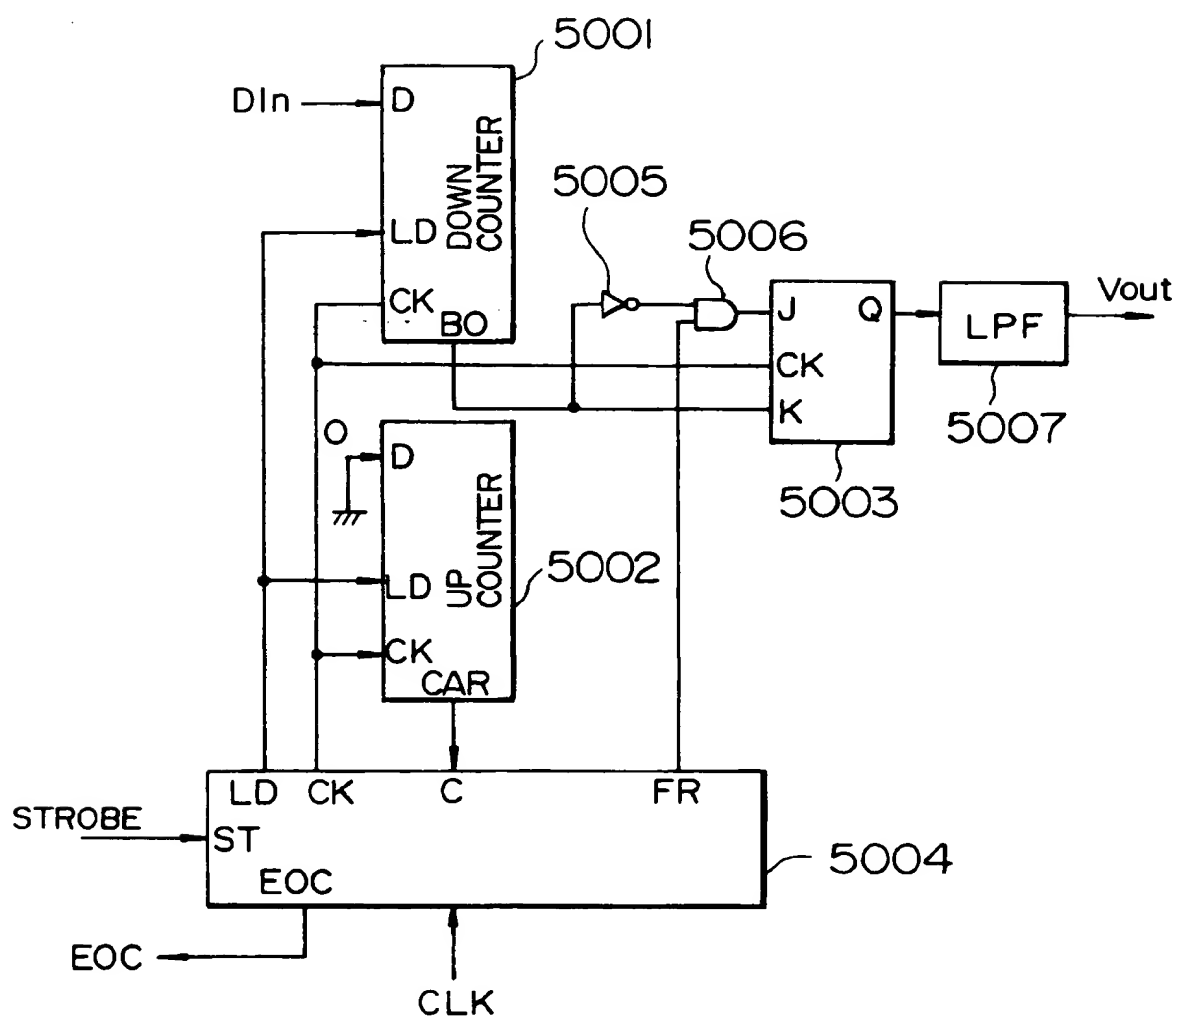 5001
DIn
D
DOWN
COUNTER
LD
CK
BO
5005
5006
J
Q
CK
K
5003
LPF
5007
Vout
0
D
UP
COUNTER
LD
CK
CAR
5002
LD
CK
C
FR
STROBE
ST
EOC
5004
EOC
CLK